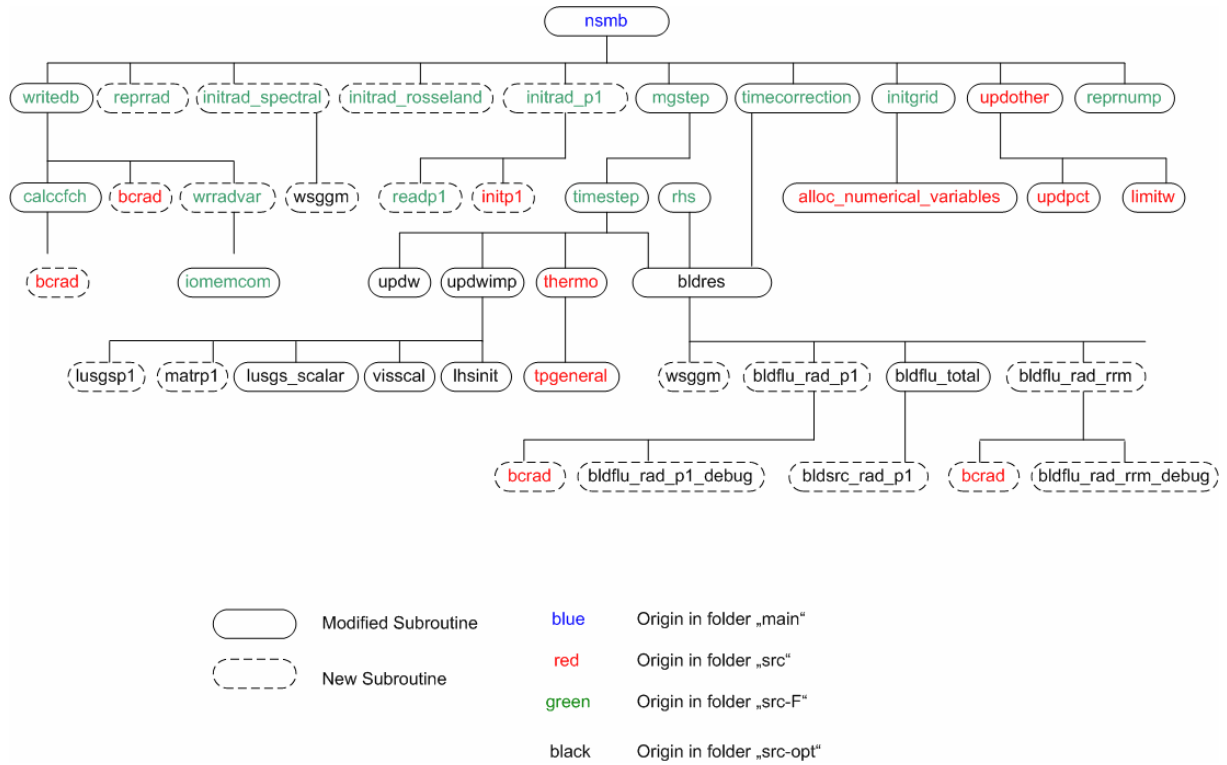 nsmb
writedb reprrad initrad_spectral initrad_rosseland initrad_p1 mgstep timecorrection initgrid updother reprnump
calccfch bcrad wrradvar wsggm readp1 initp1 timestep rhs alloc_numerical_variables updpct limitw
bcrad iomemcom updw updwimp thermo bldres
lusgsp1 matrp1 lusgs_scalar visscal lhsinit tpgeneral wsggm bldflu_rad_p1 bldflu_total bldflu_rad_rrm
bcrad bldflu_rad_p1_debug bldsrc_rad_p1 bcrad bldflu_rad_rrm_debug
Modified Subroutine blue Origin in folder „main“
red Origin in folder „src“
New Subroutine
green Origin in folder „src-F“
black Origin in folder „src-opt“